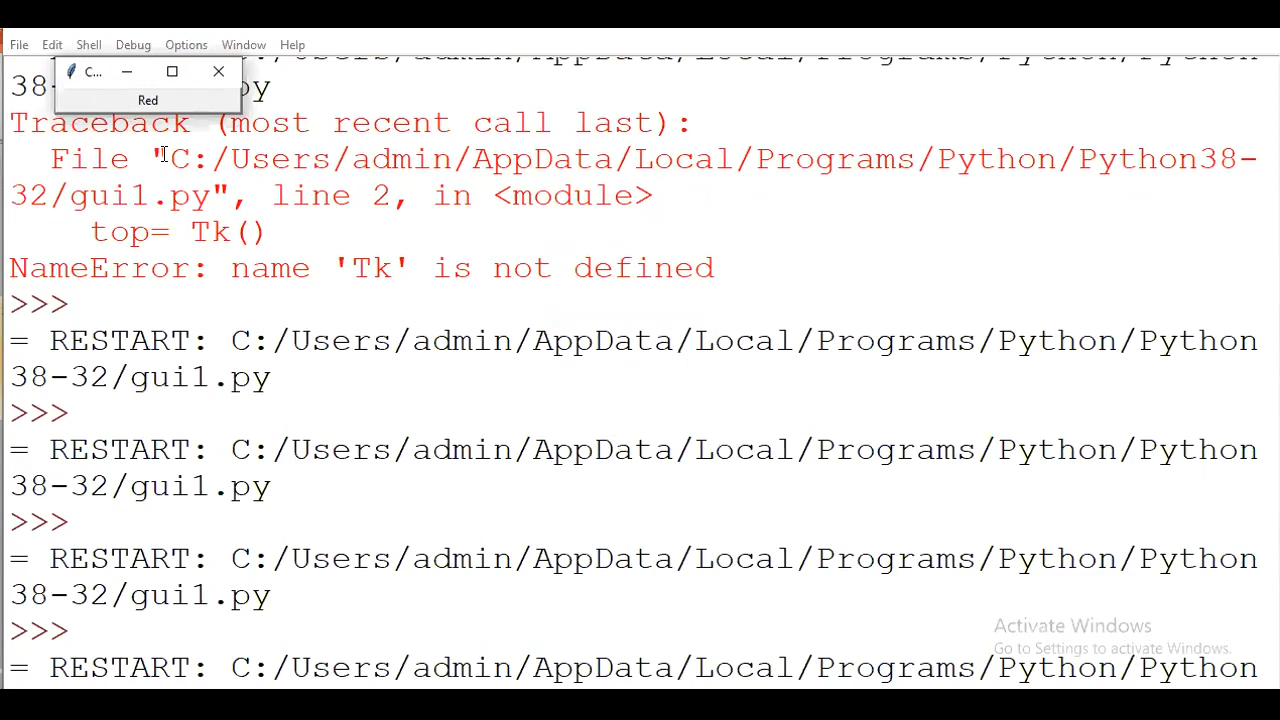 File Edit Shell Debug Options Window Help
C...
38- py
Red
Traceback (most recent call last):
File "C:/Users/admin/AppData/Local/Programs/Python/Python38-
32/gui1.py", line 2, in <module>
top= Tk()
NameError: name 'Tk' is not defined
>>>
= RESTART: C:/Users/admin/AppData/Local/Programs/Python/Python
38-32/gui1.py
>>>
= RESTART: C:/Users/admin/AppData/Local/Programs/Python/Python
38-32/gui1.py
>>>
= RESTART: C:/Users/admin/AppData/Local/Programs/Python/Python
38-32/gui1.py
>>>
Activate Windows
Go to Settings to activate Windows.
= RESTART: C:/Users/admin/AppData/Local/Programs/Python/Python